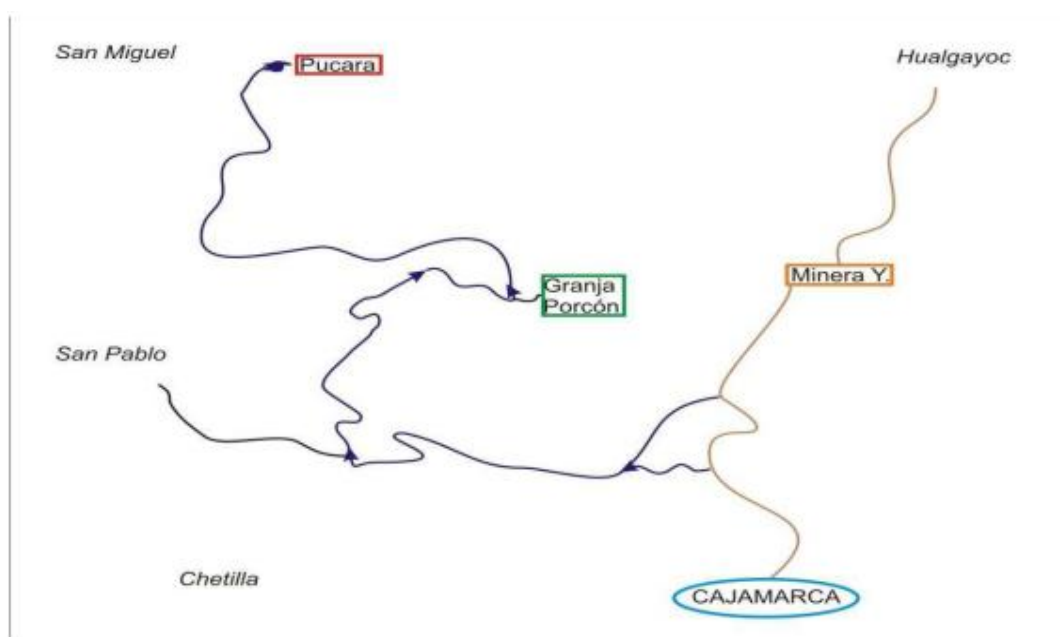 San Miguel
Pucara
Hualgayoc
Minera Y.
Granja
Porcón
San Pablo
Chetilla
CAJAMARCA